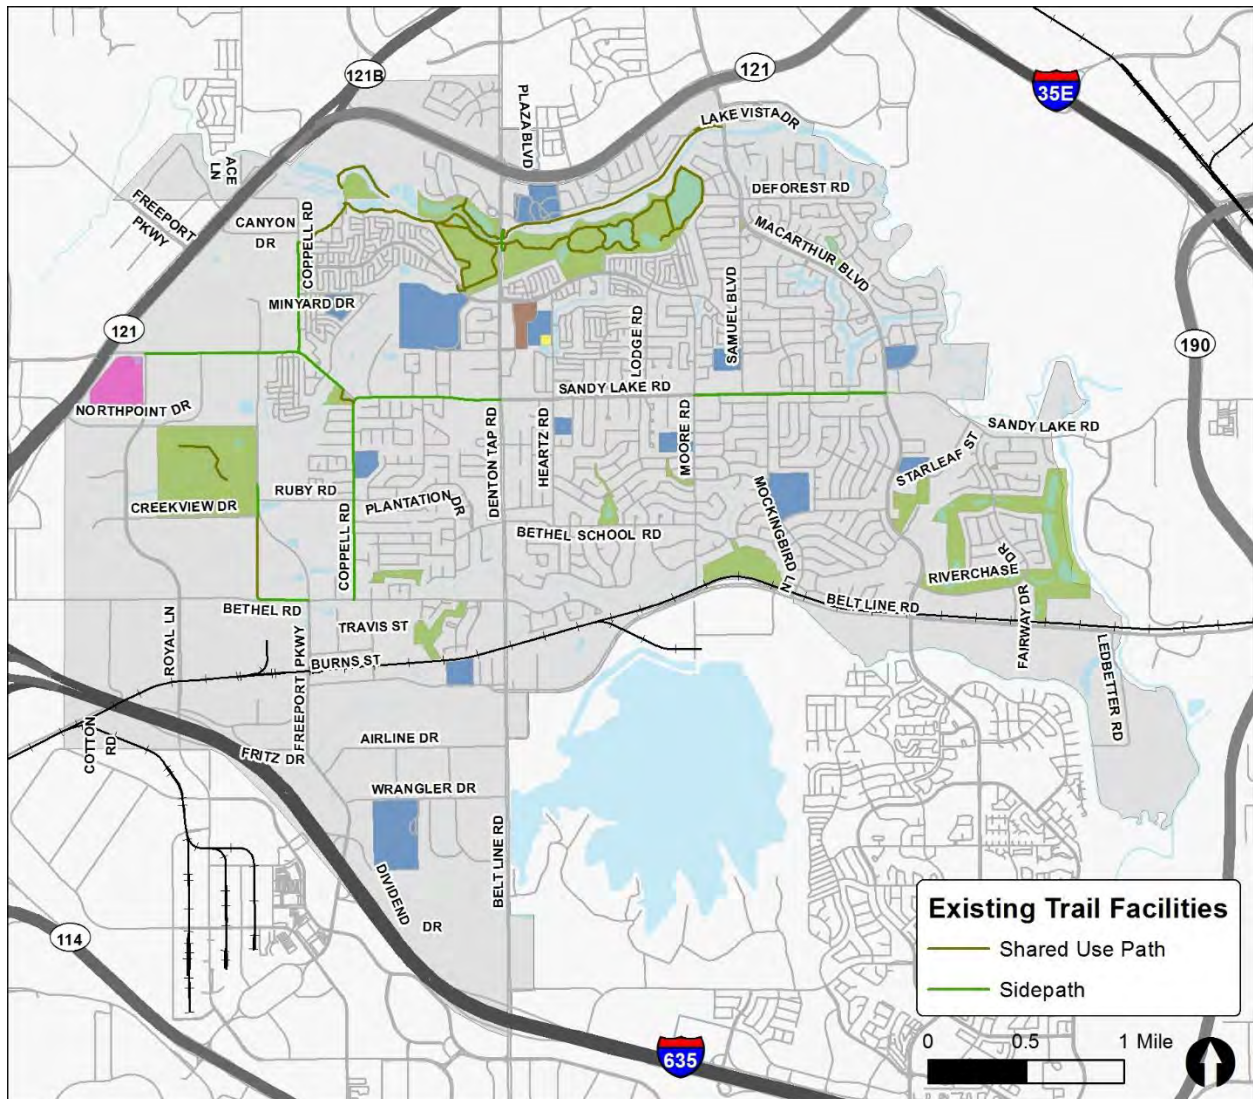 121B
121
35E
PLAZA BLVD
LAKE VISTA DR
ACE
LN
DEFOREST RD
FREEPORT
PKWY
CANYON
DR
COPPELL RD
MACARTHUR BLVD
MINYARD DR
SAMUEL BLVD
LODGE RD
121
190
SANDY LAKE RD
NORTHPOINT DR
DENTON TAP RD
HEARTZ RD
MOORE RD
SANDY LAKE RD
STARLEAF ST
RUBY RD
PLANTATION
DR
MOCKINGBIRD LN
CREEKVIEW DR
COPPELL RD
BETHEL SCHOOL RD
RIVERCHASE
DR
BETHEL RD
BELT LINE RD
FAIRWAY DR
ROYAL LN
TRAVIS ST
FREEPORT PKWY
BURNS ST
LEDBETTER RD
COTTON
RD
FRITZ DR
AIRLINE DR
WRANGLER DR
BELT LINE RD
DIVIDEND
DR
114
635
Existing Trail Facilities
Shared Use Path
Sidepath
0 0.5 1 Mile